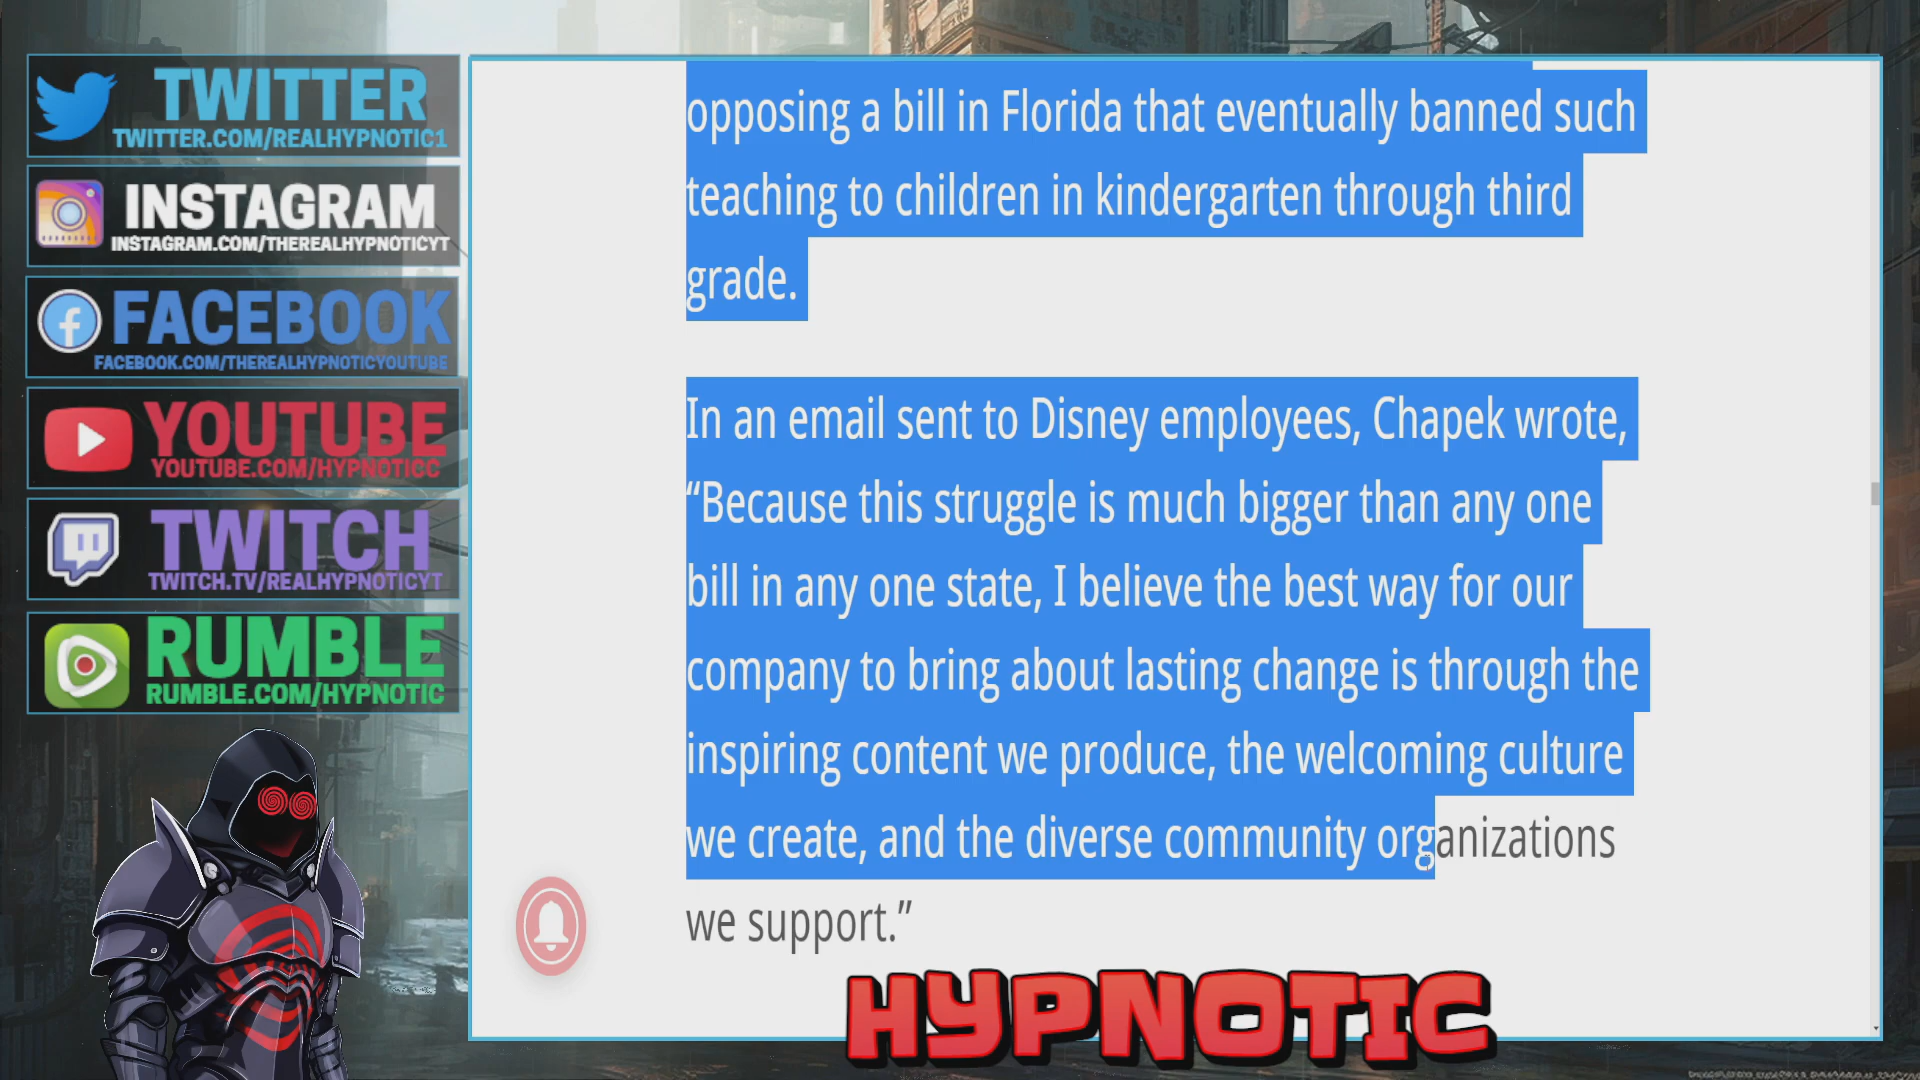 TWITTER
TWITTER.COM/REALHYPNOTIC1
INSTAGRAM
INSTAGRAM.COM/THEREALHYPNOTICYT
FACEBOOK
FACEBOOK.COM/THEREALHYPNOTICYOUTUBE
YOUTUBE
YOUTUBE.COM/HYPNOTICC
TWITCH
TWITCH.TV/REALHYPNOTICYT
RUMBLE
RUMBLE.COM/HYPNOTIC
opposing a bill in Florida that eventually banned such
teaching to children in kindergarten through third
grade.
In an email sent to Disney employees, Chapek wrote,
“Because this struggle is much bigger than any one
bill in any one state, I believe the best way for our
company to bring about lasting change is through the
inspiring content we produce, the welcoming culture
we create, and the diverse community organizations
we support.”
HYPNOTIC